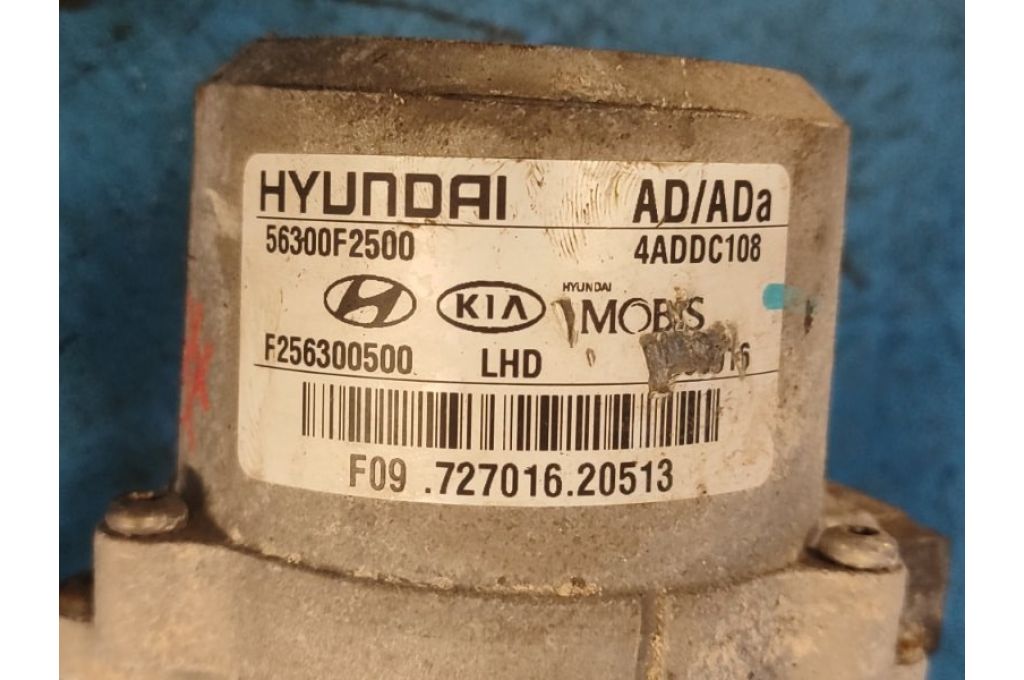 HYUNDAI AD/ADa
56300F2500 4ADDC108
KIA HYUNDAI MOBIS
F256300500 LHD
F09 .727016.20513